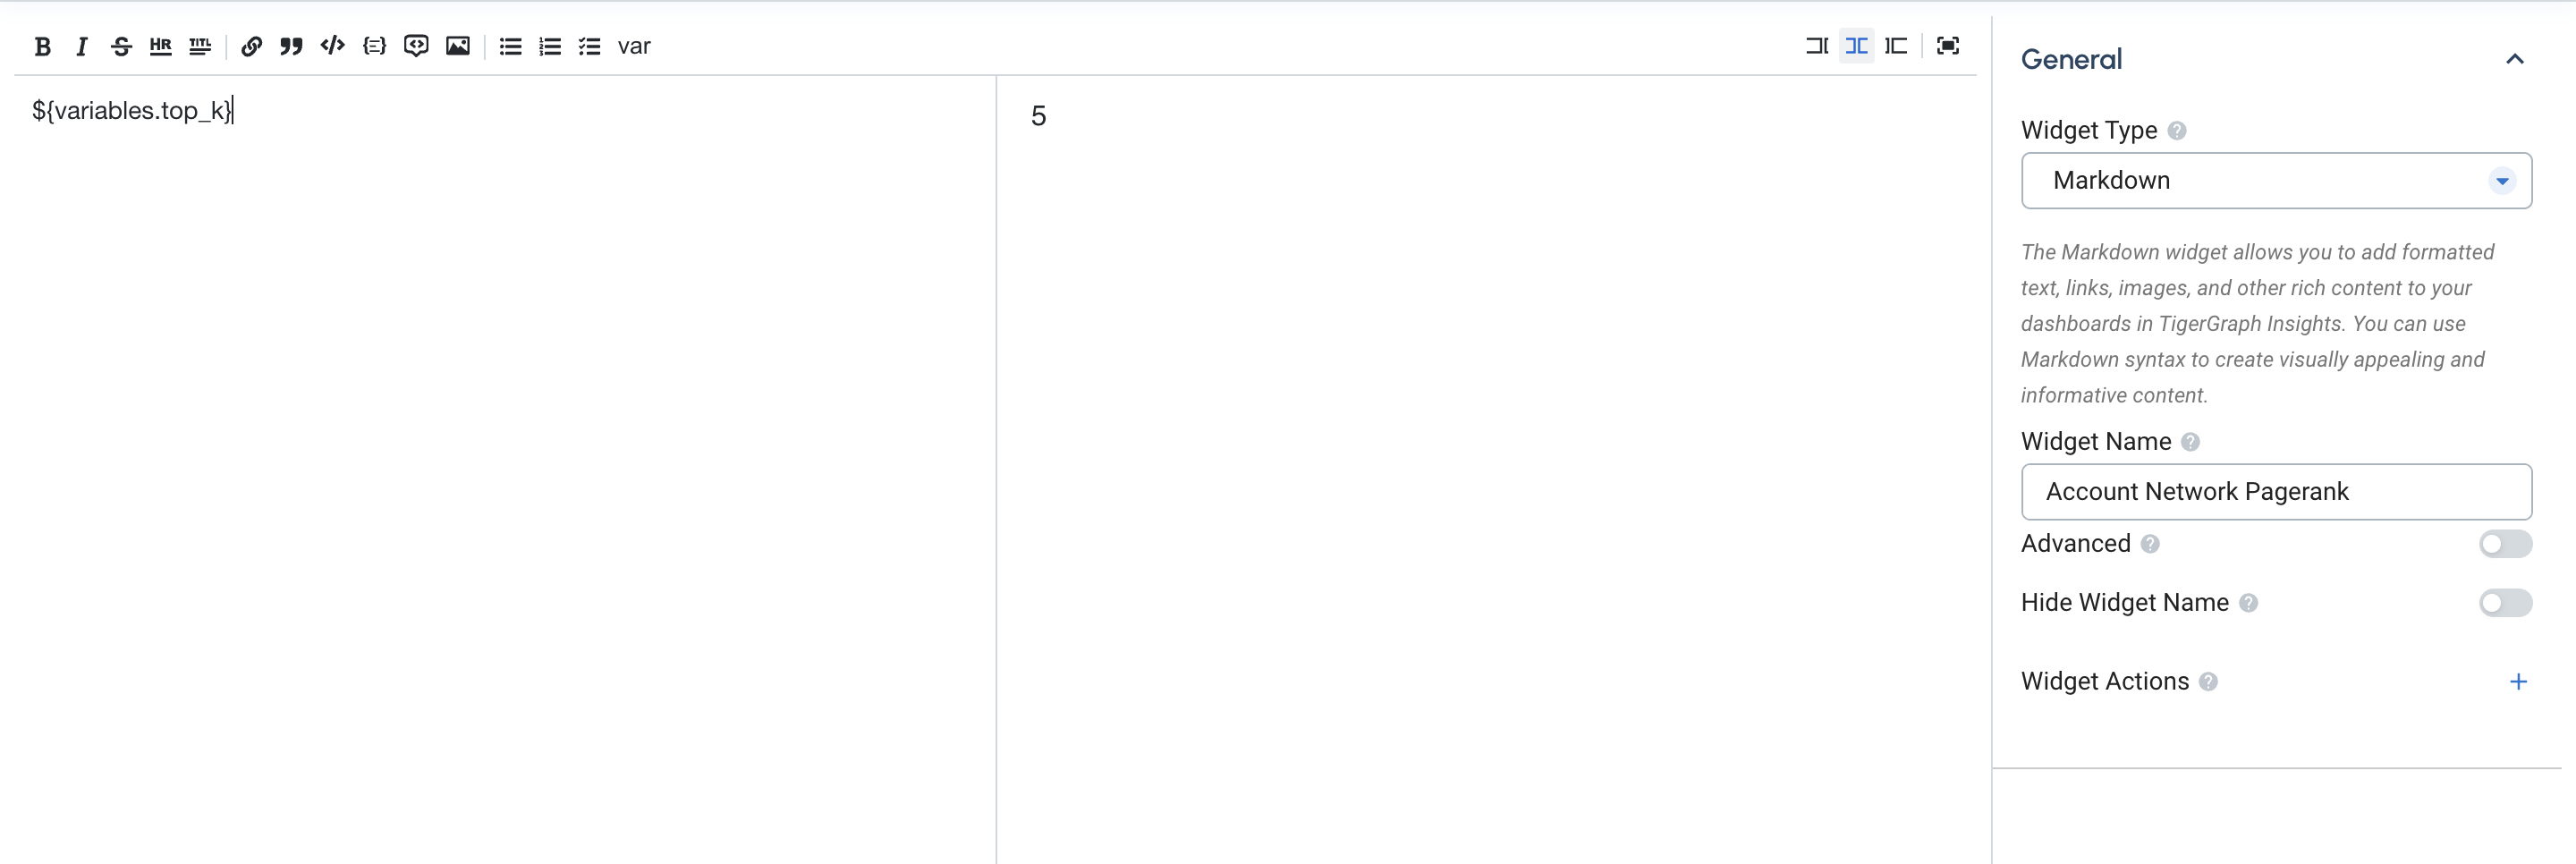 B I S HR TITL var
${variables.top_k}
5
General
Widget Type ?
Markdown
The Markdown widget allows you to add formatted
text, links, images, and other rich content to your
dashboards in TigerGraph Insights. You can use
Markdown syntax to create visually appealing and
informative content.
Widget Name ?
Account Network Pagerank
Advanced ?
Hide Widget Name ?
Widget Actions ?